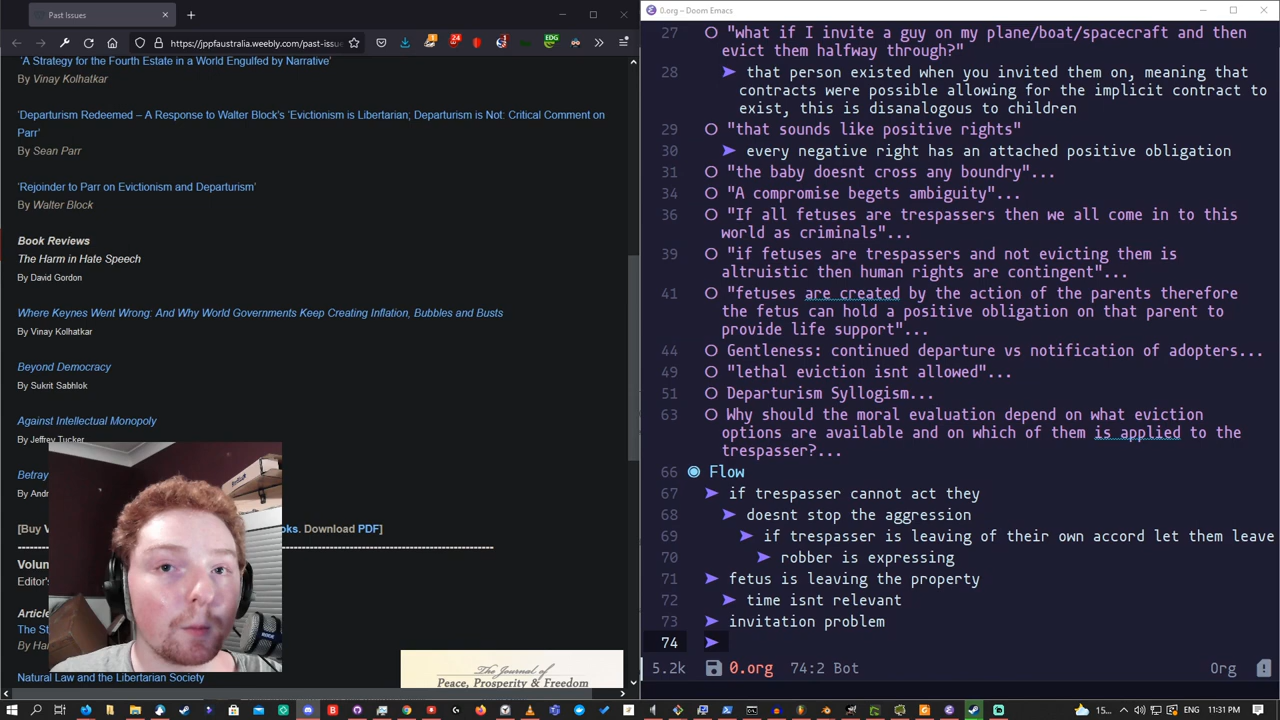 Past Issues
https://jppfaustralia.weebly.com/past-issue
24
EDG
'A Strategy for the Fourth Estate in a World Engulfed by Narrative'
By Vinay Kolhatkar
'Departurism Redeemed – A Response to Walter Block's 'Evictionism is Libertarian; Departurism is Not: Critical Comment on
Parr'
By Sean Parr
'Rejoinder to Parr on Evictionism and Departurism'
By Walter Block
Book Reviews
The Harm in Hate Speech
By David Gordon
Where Keynes Went Wrong: And Why World Governments Keep Creating Inflation, Bubbles and Busts
By Vinay Kolhatkar
Beyond Democracy
By Sukrit Sabhlok
Against Intellectual Monopoly
By Jeffrey Tucker
Betray
By Andr
[Buy V
oks. Download PDF]
Volum
Editor's
Article
The St
By Har
Natural Law and the Libertarian Society
The Journal of
Peace, Prosperity & Freedom
0.org – Doom Emacs
27 "What if I invite a guy on my plane/boat/spacecraft and then
evict them halfway through?"
28 that person existed when you invited them on, meaning that
contracts were possible allowing for the implicit contract to
exist, this is disanalogous to children
29 "that sounds like positive rights"
30 every negative right has an attached positive obligation
31 "the baby doesnt cross any boundry"...
34 "A compromise begets ambiguity"...
36 "If all fetuses are trespassers then we all come in to this
world as criminals"...
39 "if fetuses are trespassers and not evicting them is
altruistic then human rights are contingent"...
41 "fetuses are created by the action of the parents therefore
the fetus can hold a positive obligation on that parent to
provide life support"...
44 Gentleness: continued departure vs notification of adopters...
49 "lethal eviction isnt allowed"...
51 Departurism Syllogism...
63 Why should the moral evaluation depend on what eviction
options are available and on which of them is applied to the
trespasser?...
66 Flow
67 if trespasser cannot act they
68 doesnt stop the aggression
69 if trespasser is leaving of their own accord let them leave
70 robber is expressing
71 fetus is leaving the property
72 time isnt relevant
73 invitation problem
74
5.2k 0.org 74:2 Bot Org
15... 11:31 PM